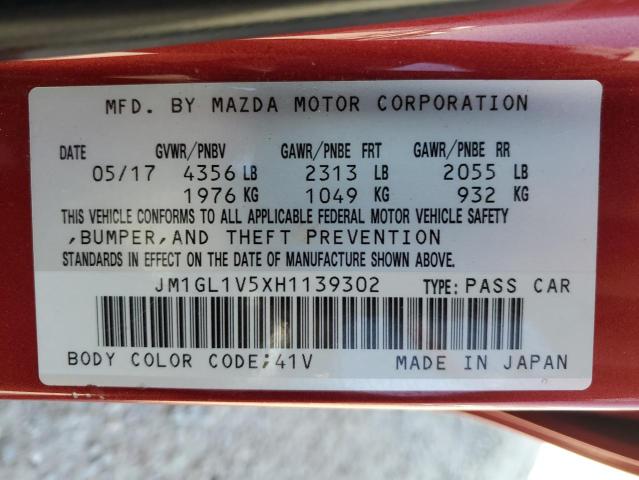 MFD. BY MAZDA MOTOR CORPORATION
DATE GVWR/PNBV GAWR/PNBE FRT GAWR/PNBE RR
05/17 4356 LB 2313 LB 2055 LB
1976 KG 1049 KG 932 KG
THIS VEHICLE CONFORMS TO ALL APPLICABLE FEDERAL MOTOR VEHICLE SAFETY
,BUMPER,AND THEFT PREVENTION
STANDARDS IN EFFECT ON THE DATE OF MANUFACTURE SHOWN ABOVE.
JM1GL1V5XH1139302 TYPE: PASS CAR
BODY COLOR CODE:41V MADE IN JAPAN